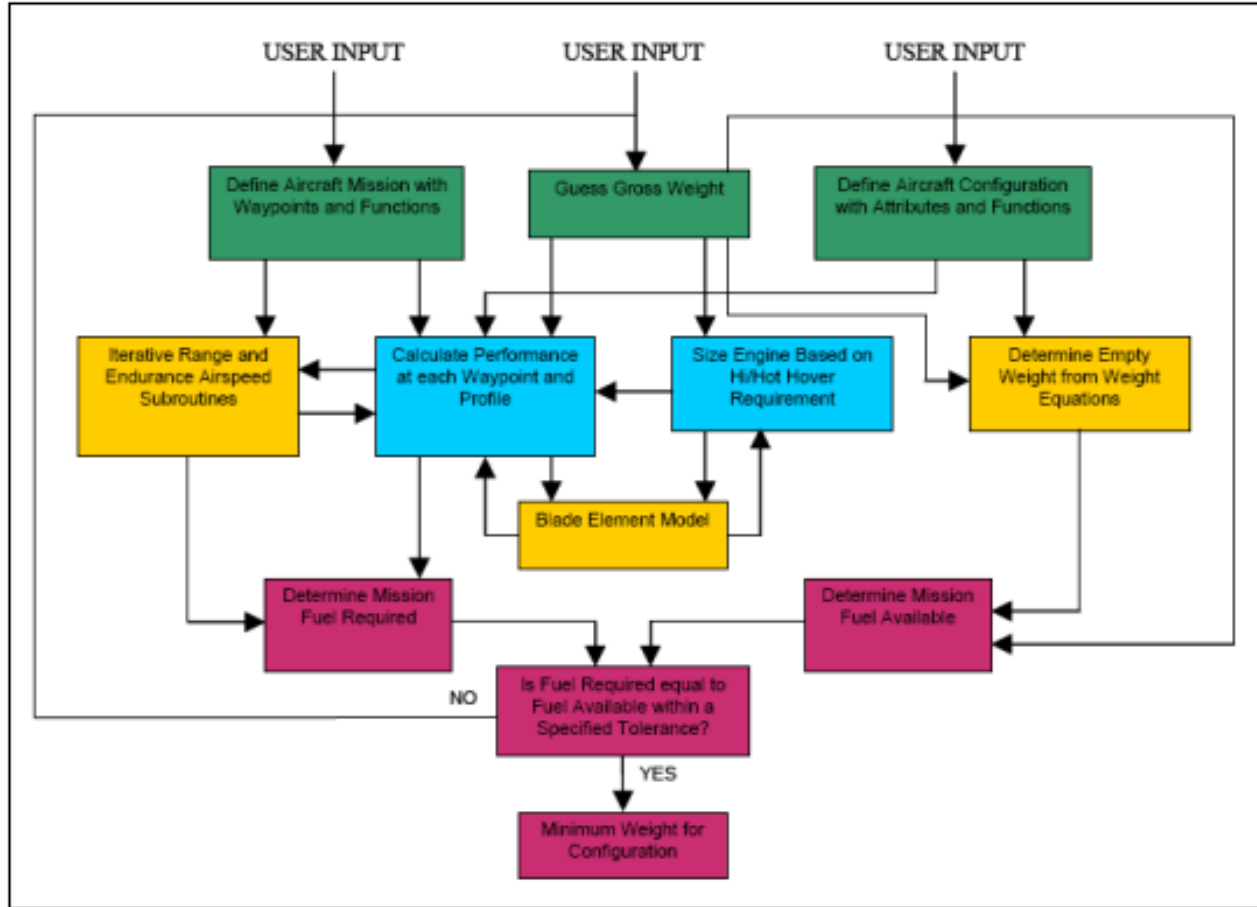 USER INPUT
USER INPUT
USER INPUT
Define Aircraft Mission with
Waypoints and Functions
Guess Gross Weight
Define Aircraft Configuration
with Attributes and Functions
Iterative Range and
Endurance Airspeed
Subroutines
Calculate Performance
at each Waypoint and
Profile
Size Engine Based on
Hi/Hot Hover
Requirement
Determine Empty
Weight from Weight
Equations
Blade Element Model
Determine Mission
Fuel Required
Determine Mission
Fuel Available
Is Fuel Required equal to
Fuel Available within a
Specified Tolerance?
NO
YES
Minimum Weight for
Configuration